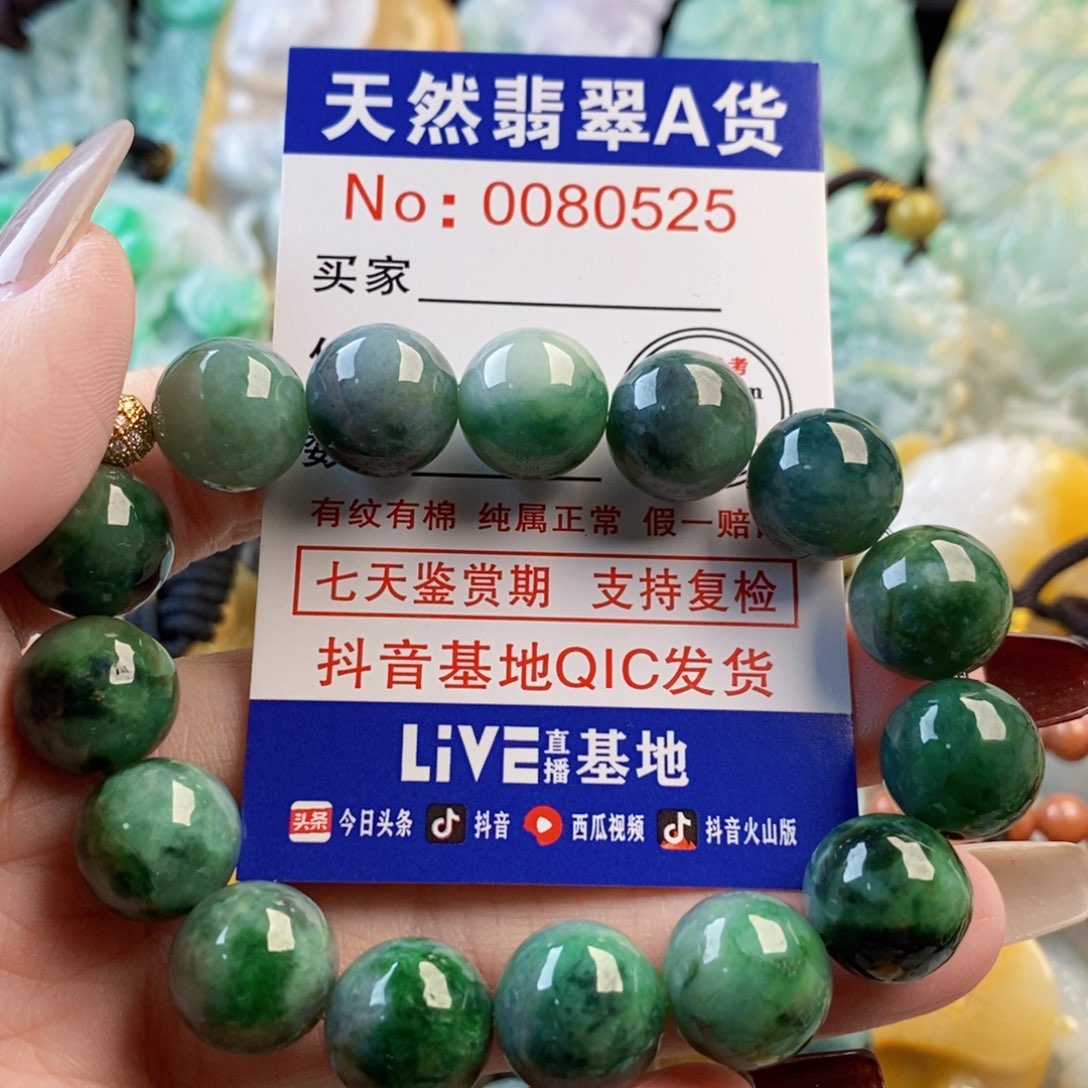 天然翡翠A货
No: 0080525
买家
考
有纹有棉 纯属正常 假一赔
七天鉴赏期 支持复检
抖音基地QIC发货
LiVE直播基地
头条 今日头条 抖音 西瓜视频 抖音火山版